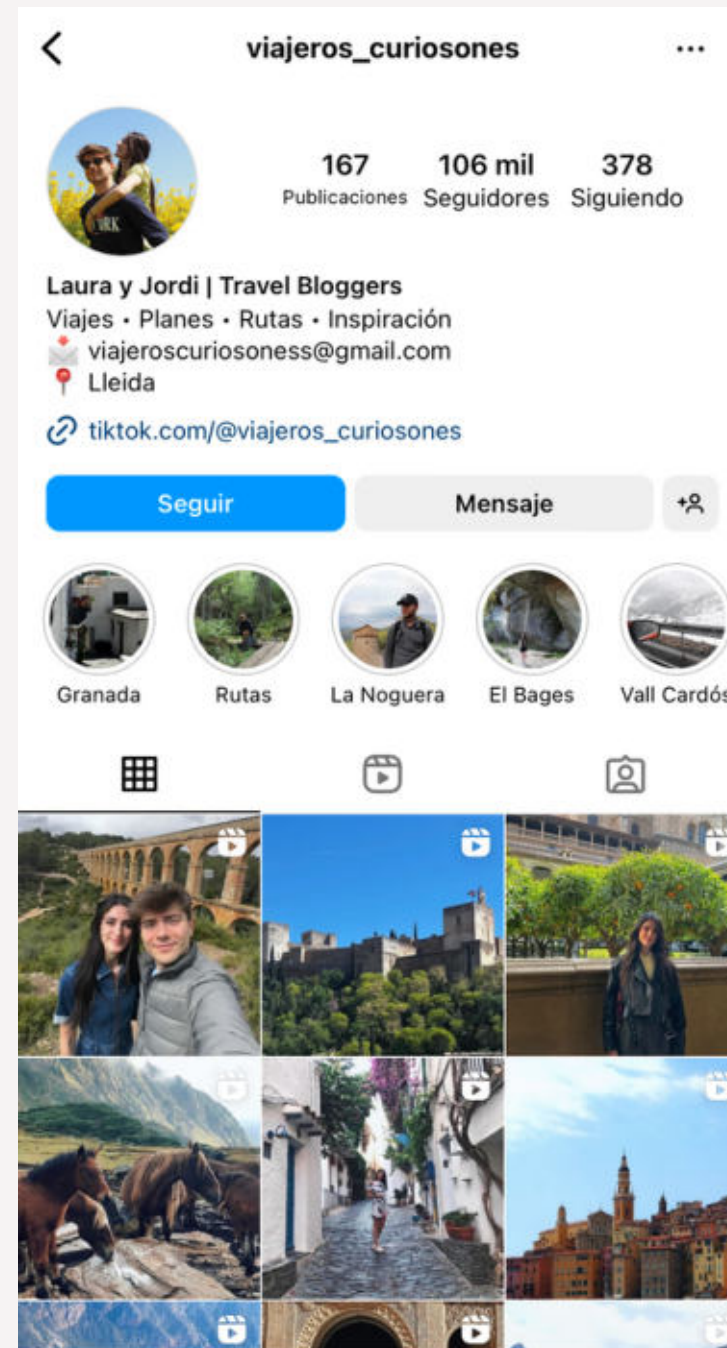 viajeros_curiosones
167 106 mil 378
Publicaciones Seguidores Siguiendo
Laura y Jordi | Travel Bloggers
Viajes • Planes • Rutas • Inspiración
viajeroscuriosoness@gmail.com
Lleida
tiktok.com/@viajeros_curiosones
Seguir Mensaje
Granada Rutas La Noguera El Bages Vall Cardós